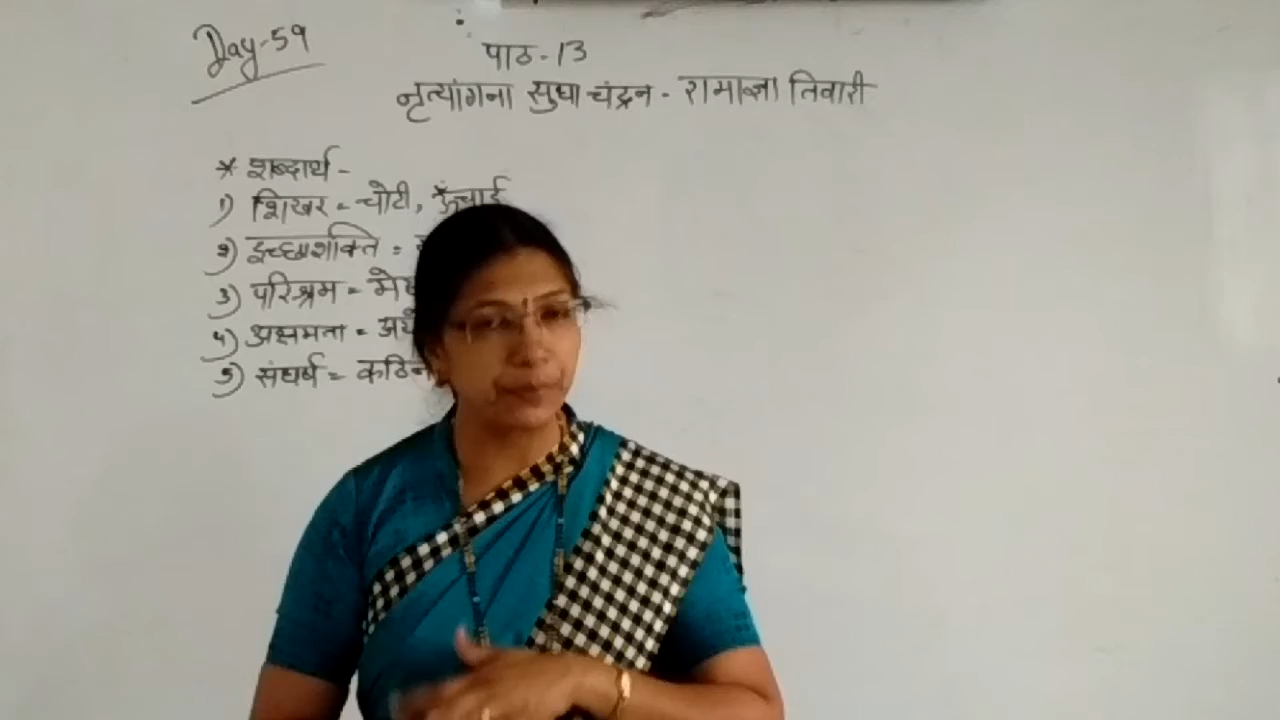 Day-59
पाठ-13
नृत्यांगना सुधा चंद्रन - रामाज्ञा तिवारी
* शब्दार्थ -
1) शिखर = चोटी, ऊंचाई
2) इच्छाशक्ति =
3) परिश्रम =
4) अक्षमता =
5) संघर्ष = कठिन